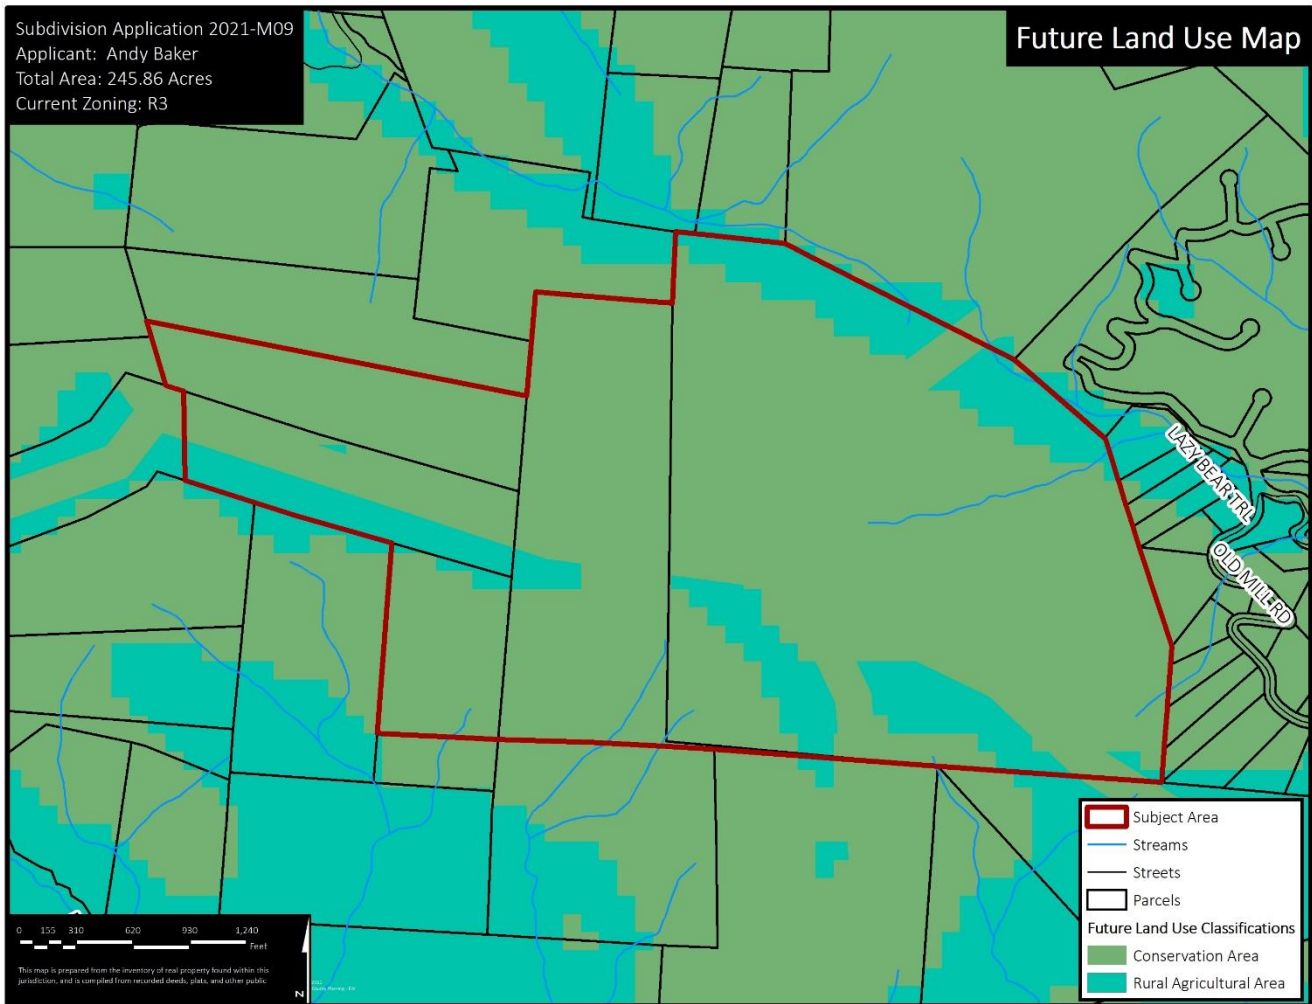 Subdivision Application 2021-M09
Applicant: Andy Baker
Total Area: 245.86 Acres
Current Zoning: R3
Future Land Use Map
LAZY BEAR TRL
OLD MILL RD
Subject Area
Streams
Streets
Parcels
Future Land Use Classifications
Conservation Area
Rural Agricultural Area
0 155 310 620 930 1,240
Feet
This map is prepared from the inventory of real property found within this
jurisdiction, and is compiled from recorded deeds, plats, and other public
N